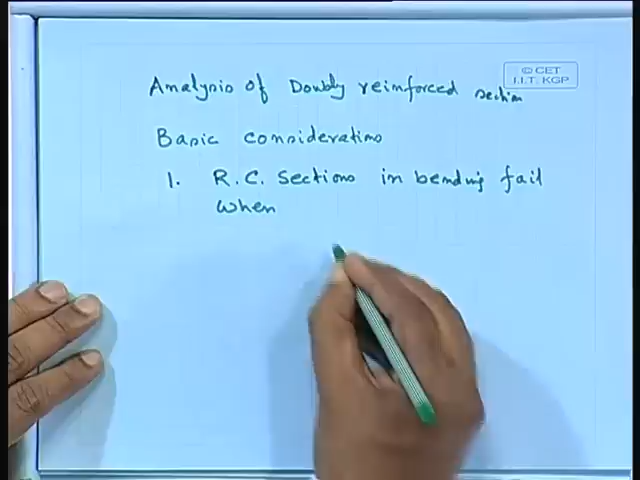 © CET
I.I.T. KGP
Analysis of Doubly reinforced section
Basic considerations
1. R.C. Sections in bending fail
when